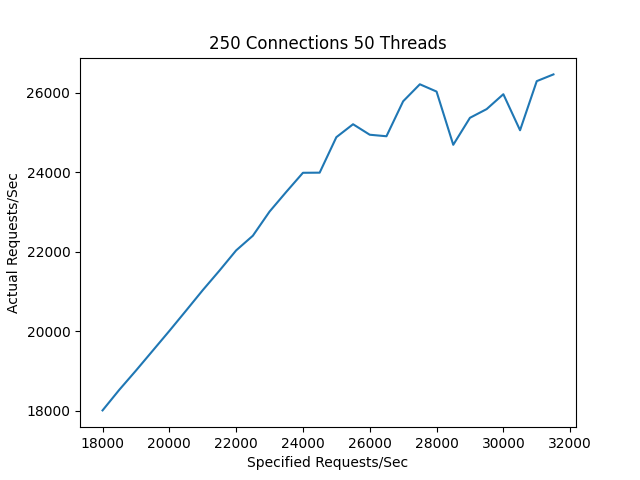 250 Connections 50 Threads
26000
24000
22000
20000
18000
Actual Requests/Sec
18000 20000 22000 24000 26000 28000 30000 32000
Specified Requests/Sec